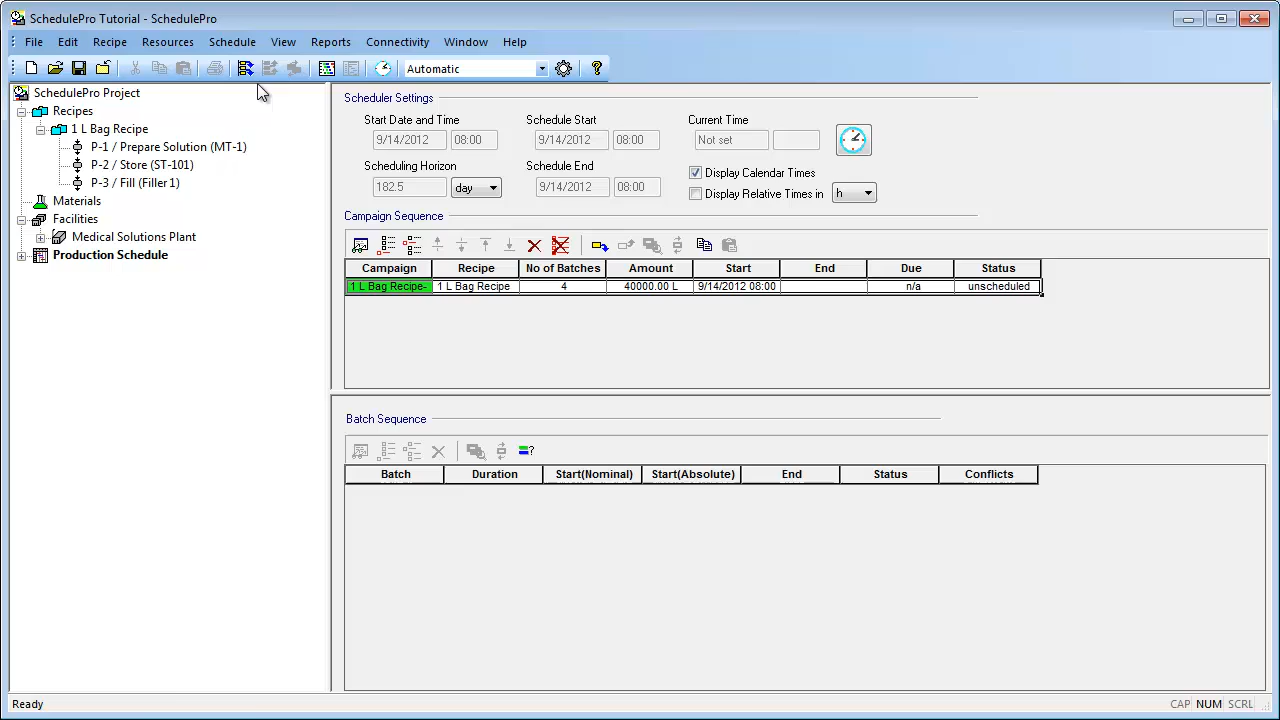 SchedulePro Tutorial - SchedulePro
File Edit Recipe Resources Schedule View Reports Connectivity Window Help
Automatic
SchedulePro Project
Recipes
1 L Bag Recipe
P-1 / Prepare Solution (MT-1)
P-2 / Store (ST-101)
P-3 / Fill (Filler 1)
Materials
Facilities
Medical Solutions Plant
Production Schedule
Scheduler Settings
Start Date and Time Schedule Start Current Time
9/14/2012 08:00 9/14/2012 08:00 Not set
Scheduling Horizon Schedule End Display Calendar Times
182.5 day 9/14/2012 08:00 Display Relative Times in h
Campaign Sequence
Campaign Recipe No of Batches Amount Start End Due Status
1 L Bag Recipe- 1 L Bag Recipe 4 40000.00 L 9/14/2012 08:00 n/a unscheduled
Batch Sequence
Batch Duration Start(Nominal) Start(Absolute) End Status Conflicts
Ready CAP NUM SCRL